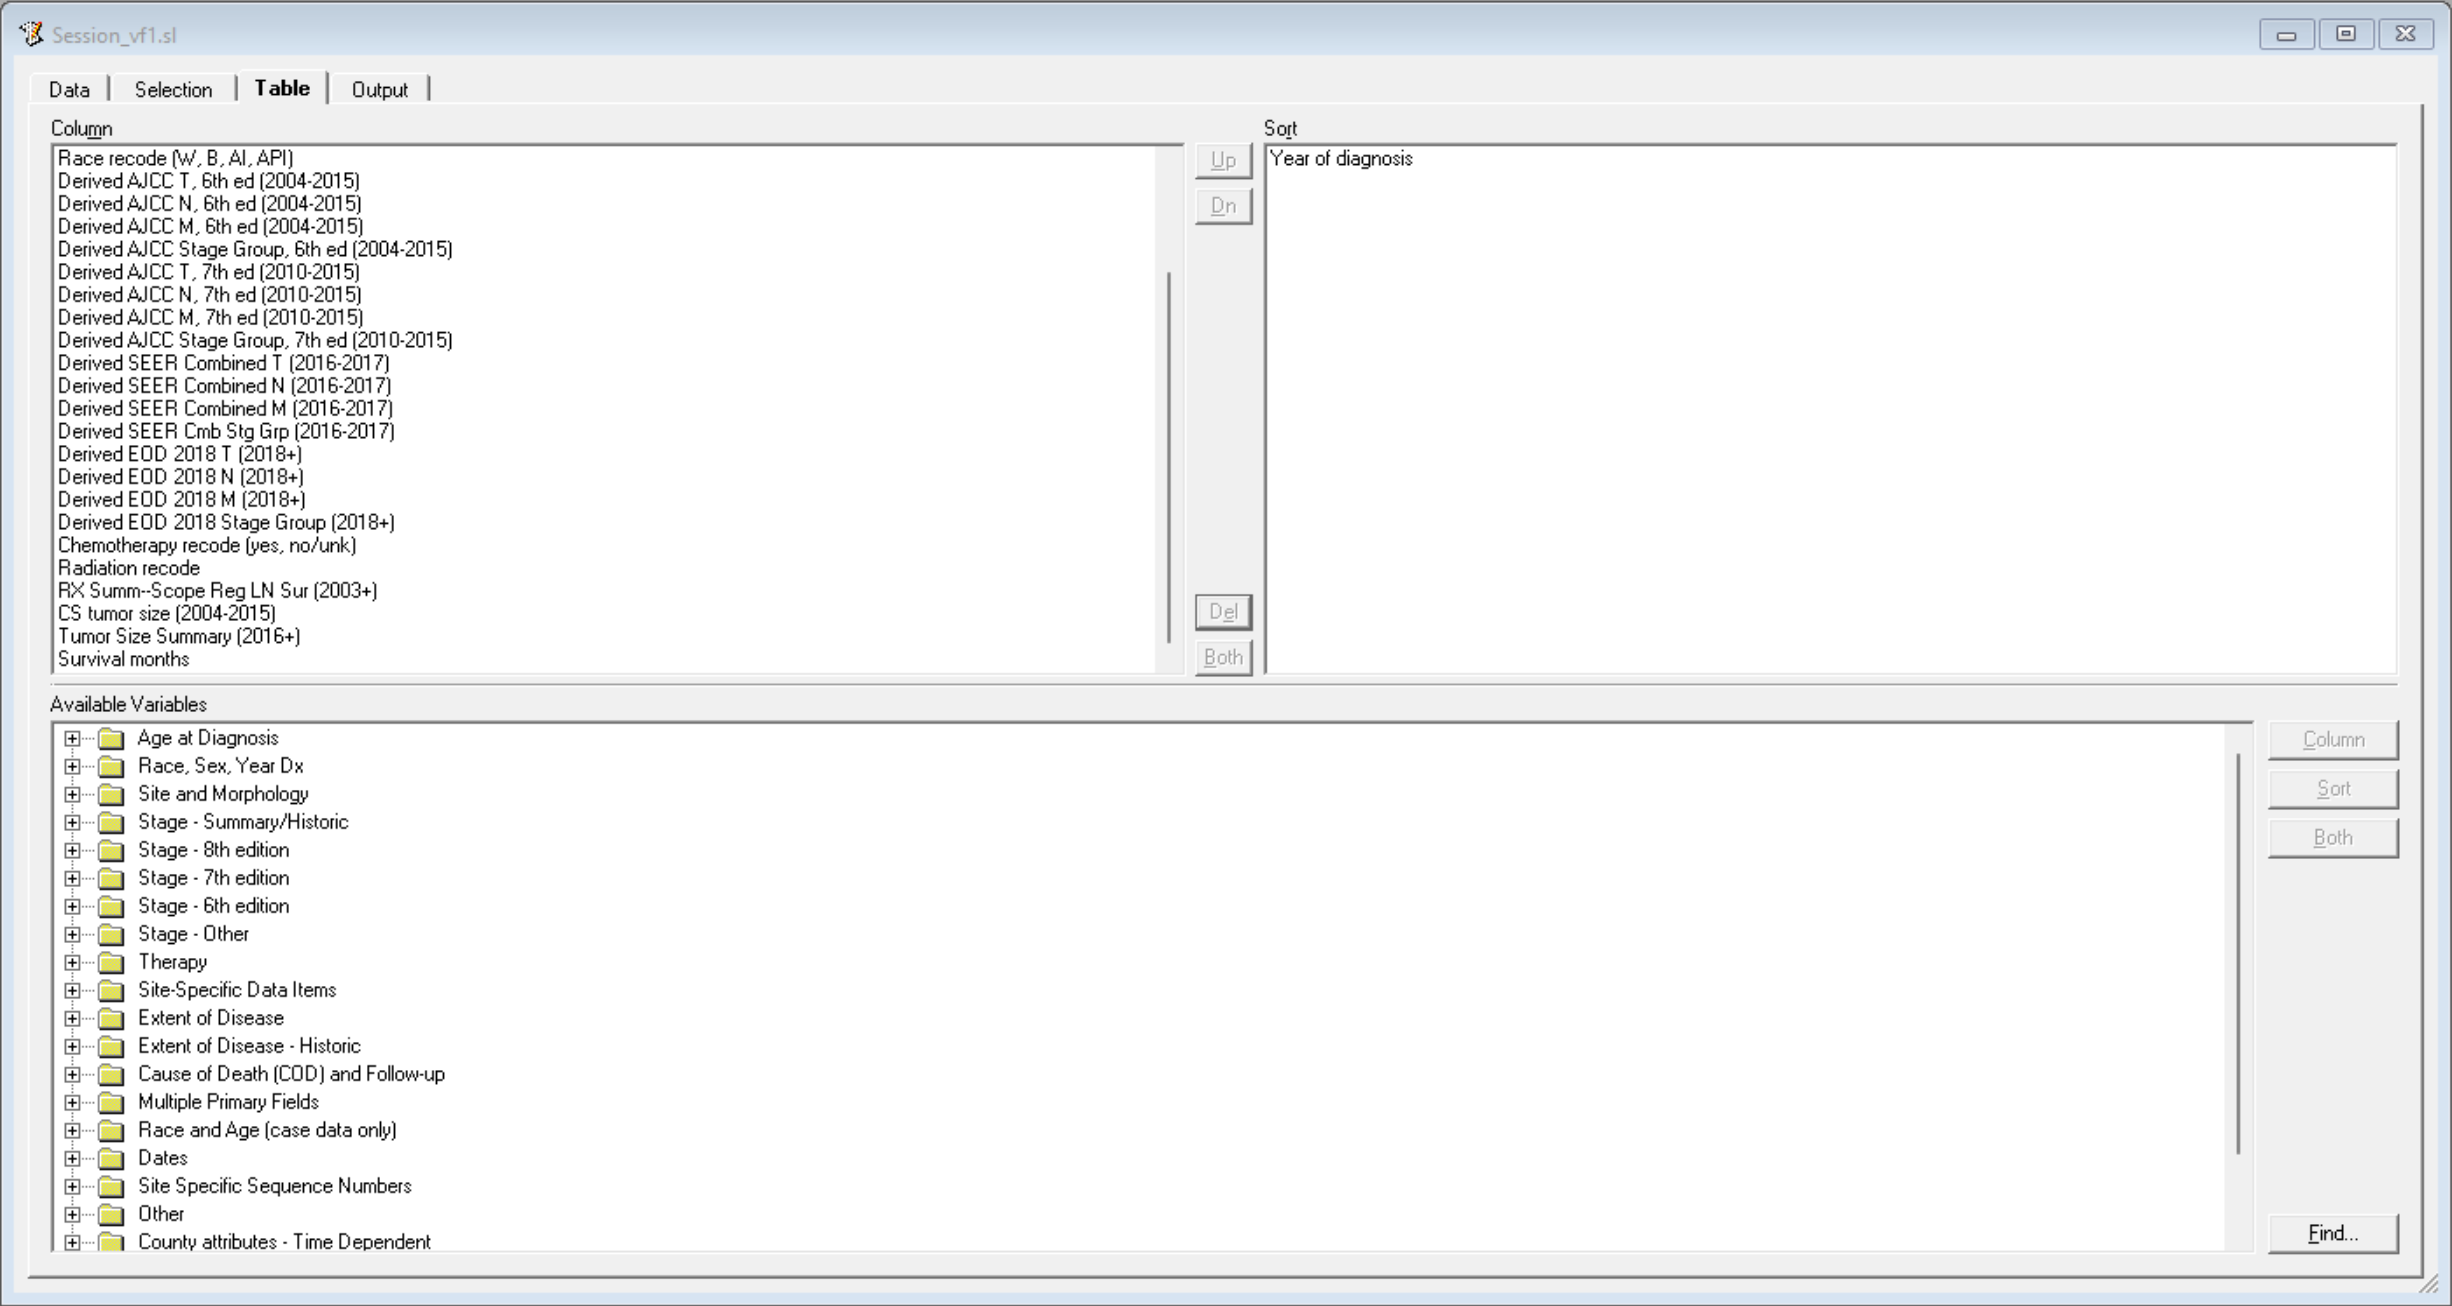 Session_vf1.sl
Data Selection Table Output
Column
Race recode (W, B, AI, API)
Derived AJCC T, 6th ed (2004-2015)
Derived AJCC N, 6th ed (2004-2015)
Derived AJCC M, 6th ed (2004-2015)
Derived AJCC Stage Group, 6th ed (2004-2015)
Derived AJCC T, 7th ed (2010-2015)
Derived AJCC N, 7th ed (2010-2015)
Derived AJCC M, 7th ed (2010-2015)
Derived AJCC Stage Group, 7th ed (2010-2015)
Derived SEER Combined T (2016-2017)
Derived SEER Combined N (2016-2017)
Derived SEER Combined M (2016-2017)
Derived SEER Cmb Stg Grp (2016-2017)
Derived EOD 2018 T (2018+)
Derived EOD 2018 N (2018+)
Derived EOD 2018 M (2018+)
Derived EOD 2018 Stage Group (2018+)
Chemotherapy recode (yes, no/unk)
Radiation recode
RX Summ--Scope Reg LN Sur (2003+)
CS tumor size (2004-2015)
Tumor Size Summary (2016+)
Survival months
Up
Dn
Del
Both
Sort
Year of diagnosis
Available Variables
Age at Diagnosis
Race, Sex, Year Dx
Site and Morphology
Stage - Summary/Historic
Stage - 8th edition
Stage - 7th edition
Stage - 6th edition
Stage - Other
Therapy
Site-Specific Data Items
Extent of Disease
Extent of Disease - Historic
Cause of Death (COD) and Follow-up
Multiple Primary Fields
Race and Age (case data only)
Dates
Site Specific Sequence Numbers
Other
County attributes - Time Dependent
Column
Sort
Both
Find...